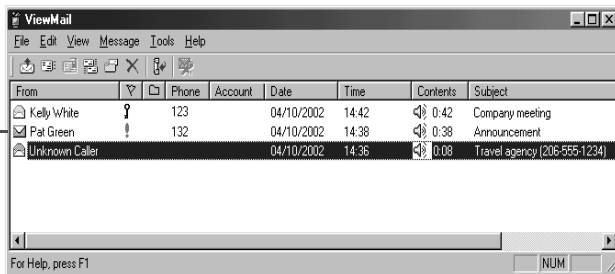 ViewMail
File Edit View Message Tools Help
From Phone Account Date Time Contents Subject
Kelly White 123 04/10/2002 14:42 0:42 Company meeting
Pat Green 132 04/10/2002 14:38 0:38 Announcement
Unknown Caller 04/10/2002 14:36 0:08 Travel agency (206-555-1234)
For Help, press F1 NUM